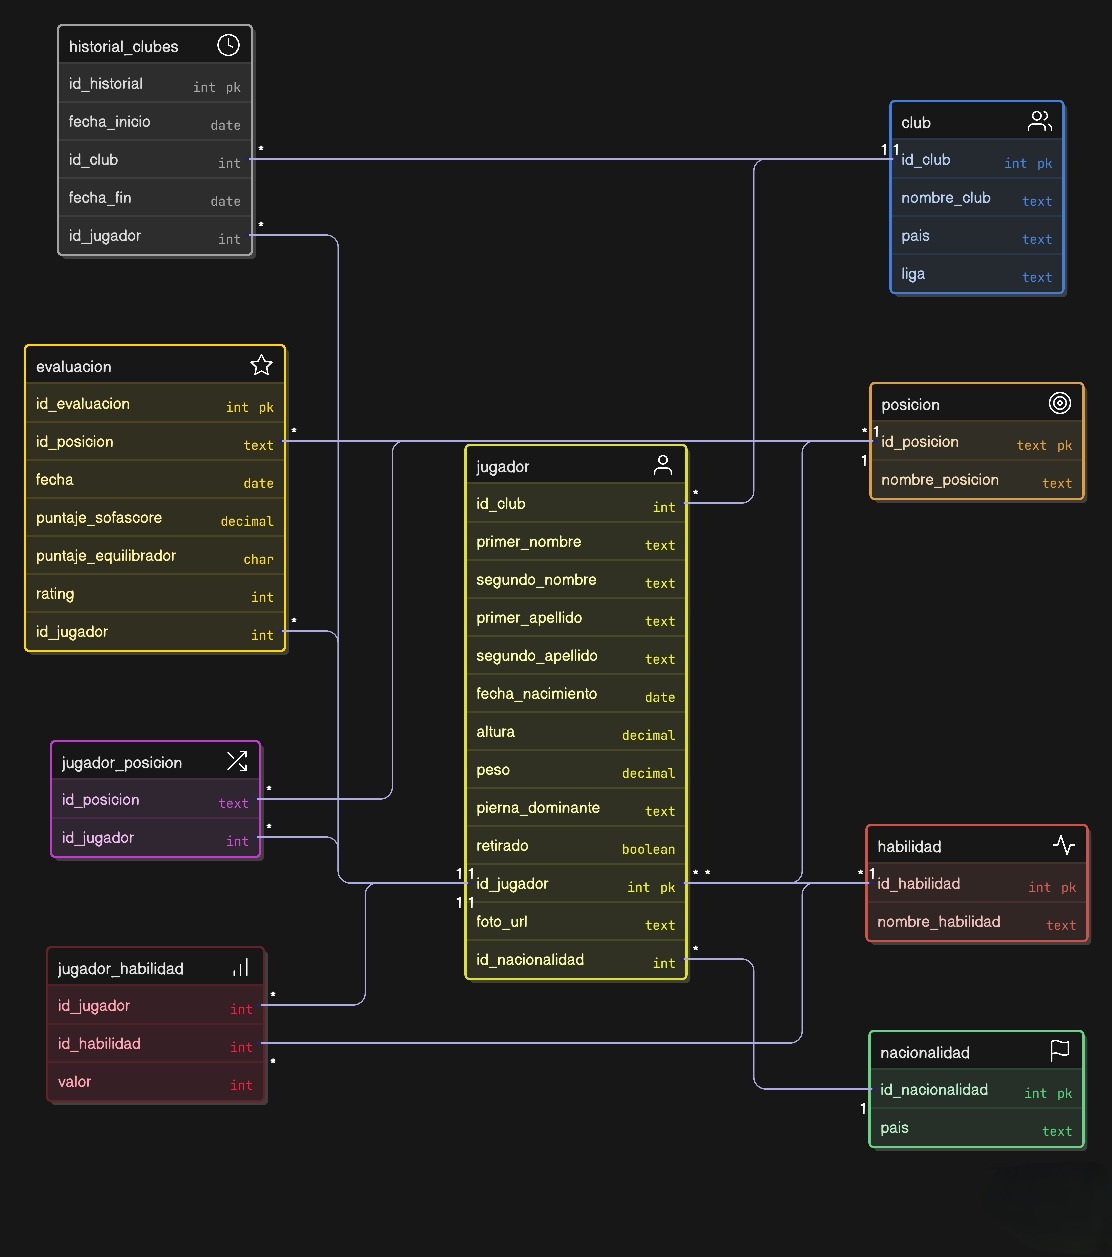 historial_clubes
id_historial int pk
fecha_inicio date
id_club int
fecha_fin date
id_jugador int
*
*
club
id_club int pk
nombre_club text
pais text
liga text
1 1
evaluacion
id_evaluacion int pk
id_posicion text
fecha date
puntaje_sofascore decimal
puntaje_equilibrador char
rating int
id_jugador int
*
*
posicion
id_posicion text pk
nombre_posicion text
* 1
1
jugador
id_club int
primer_nombre text
segundo_nombre text
primer_apellido text
segundo_apellido text
fecha_nacimiento date
altura decimal
peso decimal
pierna_dominante text
retirado boolean
id_jugador int pk
foto_url text
id_nacionalidad int
*
1 1
1 1
* *
*
jugador_posicion
id_posicion text
id_jugador int
*
*
habilidad
id_habilidad int pk
nombre_habilidad text
* 1
jugador_habilidad
id_jugador int
id_habilidad int
valor int
*
*
nacionalidad
id_nacionalidad int pk
pais text
1